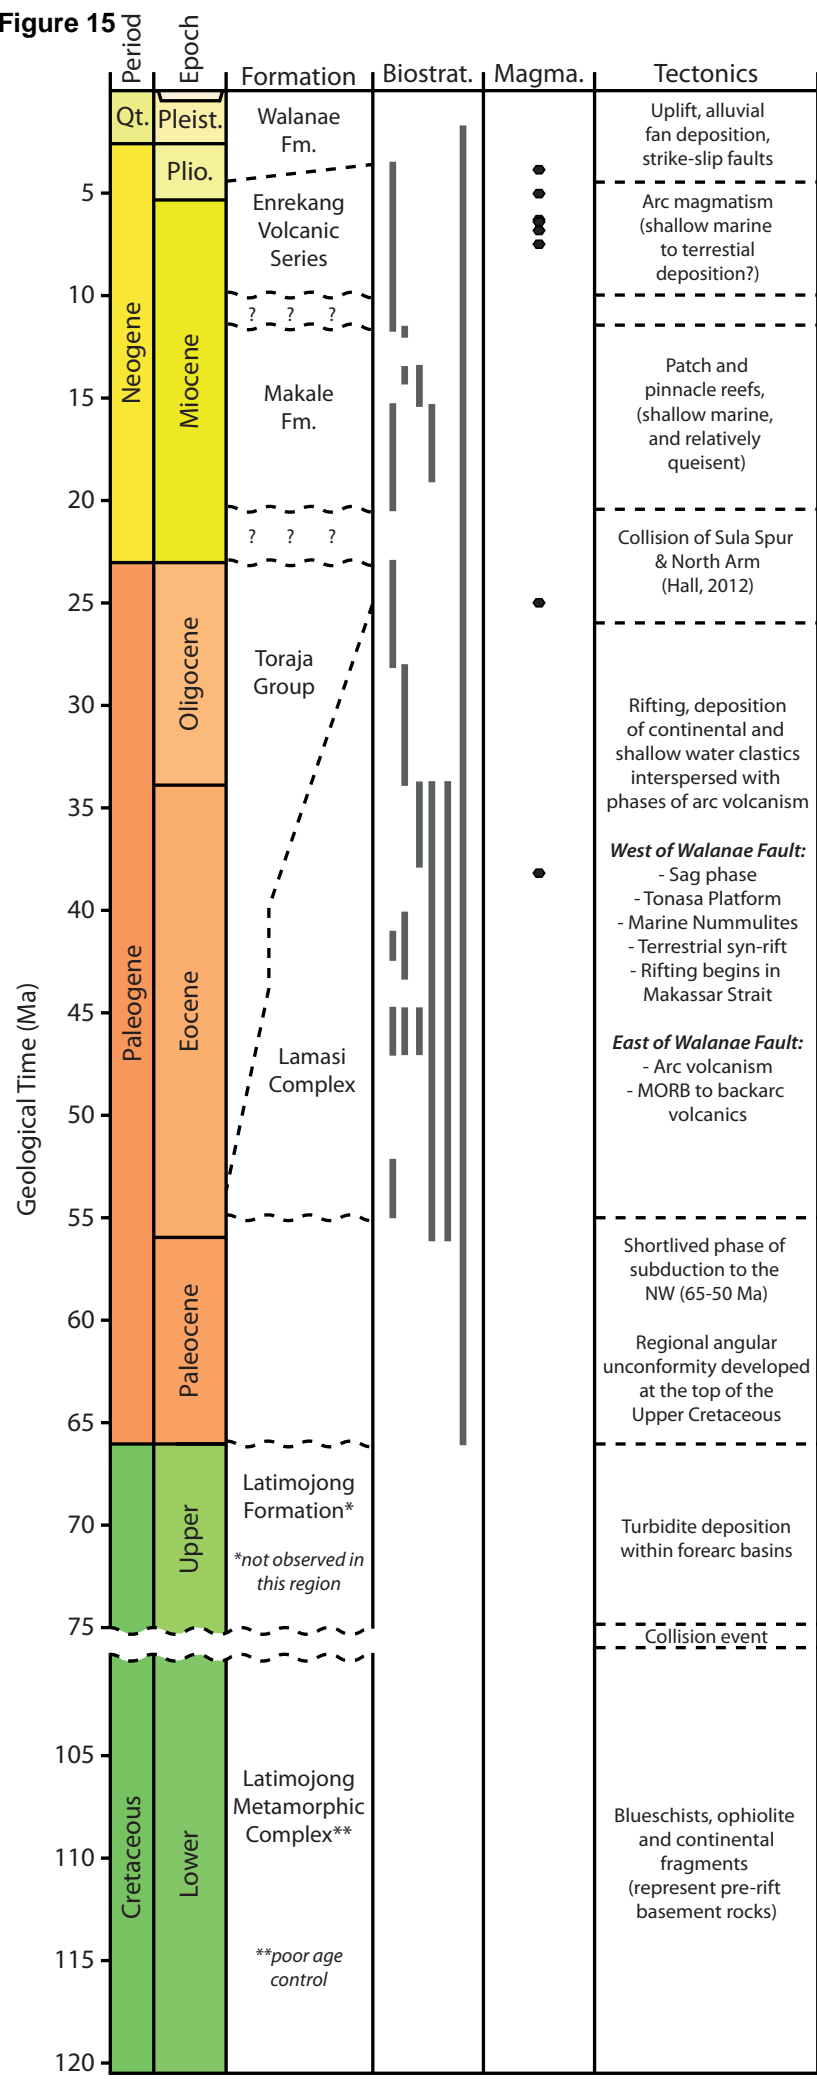 Figure 15
Period
Epoch
Formation
Biostrat.
Magma.
Tectonics
Geological Time (Ma)
5
10
15
20
25
30
35
40
45
50
55
60
65
70
75
105
110
115
120
Qt.
Neogene
Paleogene
Cretaceous
Pleist.
Plio.
Miocene
Oligocene
Eocene
Paleocene
Upper
Lower
Walanae
Fm.
Enrekang
Volcanic
Series
? ? ?
Makale
Fm.
? ? ?
Toraja
Group
Lamasi
Complex
Latimojong
Formation*
*not observed in
this region
Latimojong
Metamorphic
Complex**
**poor age
control
Uplift, alluvial
fan deposition,
strike-slip faults
Arc magmatism
(shallow marine
to terrestial
deposition?)
Patch and
pinnacle reefs,
(shallow marine,
and relatively
queisent)
Collision of Sula Spur
& North Arm
(Hall, 2012)
Rifting, deposition
of continental and
shallow water clastics
interspersed with
phases of arc volcanism
West of Walanae Fault:
- Sag phase
- Tonasa Platform
- Marine Nummulites
- Terrestrial syn-rift
- Rifting begins in
Makassar Strait
East of Walanae Fault:
- Arc volcanism
- MORB to backarc
volcanics
Shortlived phase of
subduction to the
NW (65-50 Ma)
Regional angular
unconformity developed
at the top of the
Upper Cretaceous
Turbidite deposition
within forearc basins
Collision event
Blueschists, ophiolite
and continental
fragments
(represent pre-rift
basement rocks)